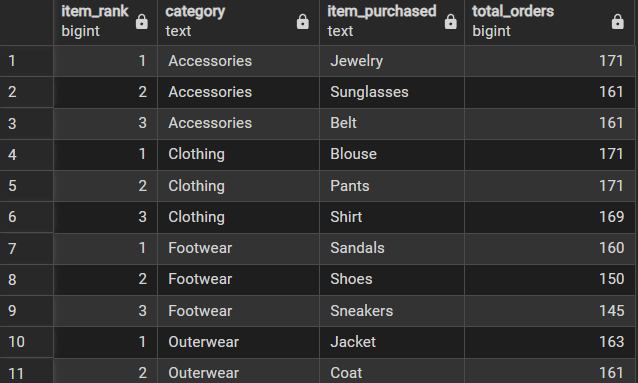 item_rank category item_purchased total_orders
bigint text text bigint
1 1 Accessories Jewelry 171
2 2 Accessories Sunglasses 161
3 3 Accessories Belt 161
4 1 Clothing Blouse 171
5 2 Clothing Pants 171
6 3 Clothing Shirt 169
7 1 Footwear Sandals 160
8 2 Footwear Shoes 150
9 3 Footwear Sneakers 145
10 1 Outerwear Jacket 163
11 2 Outerwear Coat 161